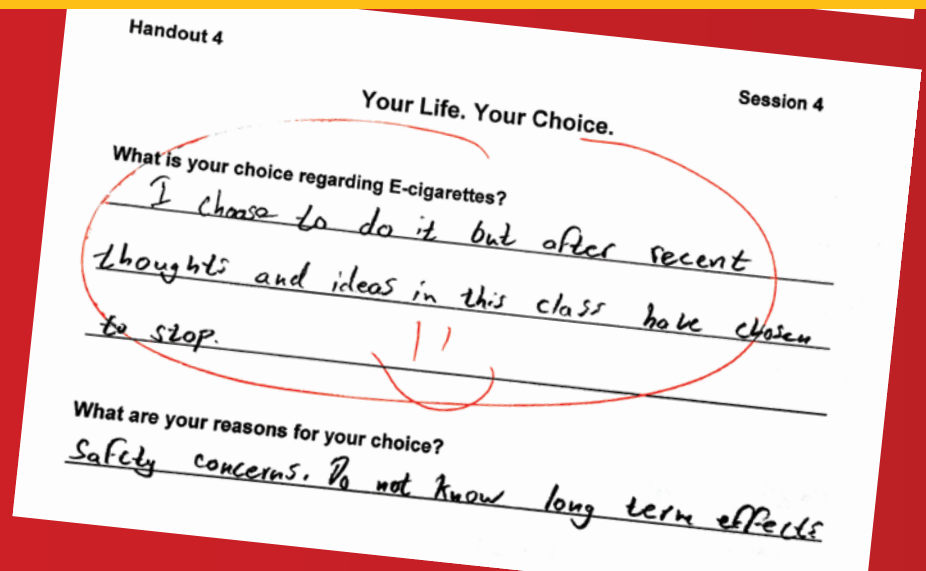 Handout 4
Session 4
Your Life. Your Choice.
What is your choice regarding E-cigarettes?
I choose to do it but after recent
thoughts and ideas in this class have chosen
to stop.
What are your reasons for your choice?
Safety concerns. Do not know long term effects